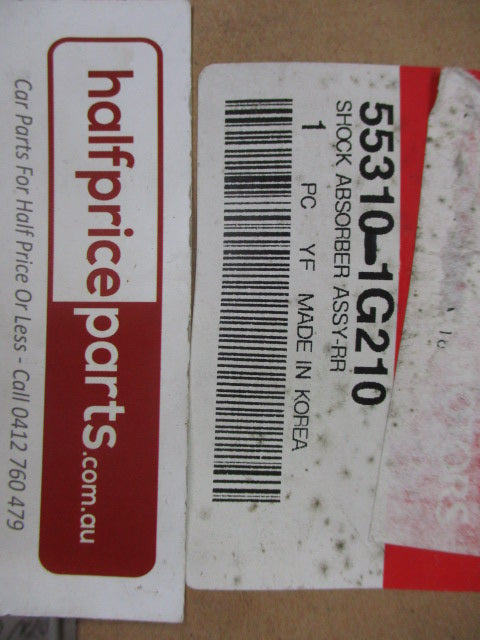 halfpriceparts.com.au
Car Parts For Half Price Or Less - Call 0412 760 479
55310-1G210
SHOCK ABSORBER ASSY-RR
1 PC YF MADE IN KOREA